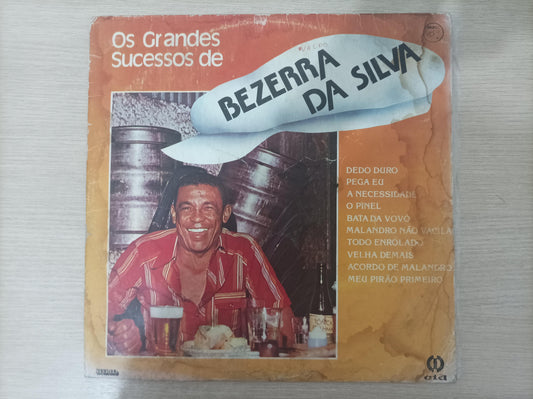 Os Grandes
Sucessos de
BEZERRA
DA SILVA
DEDO DURO
PEGA EU
A NECESSIDADE
O PINEL
BATA DA VOVÓ
MALANDRO NÃO VACILA
TODO ENROLADO
VELHA DEMAIS
ACORDO DE MALANDRO
MEU PIRÃO PRIMEIRO
cid